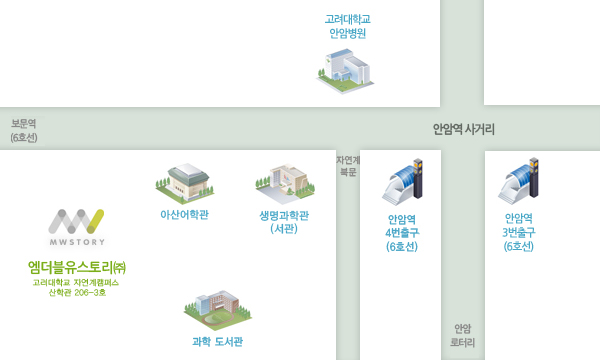 고려대학교
안암병원
보문역
(6호선)
안암역 사거리
자연계
북문
아산어학관
생명과학관
(서관)
안암역
4번출구
(6호선)
안암역
3번출구
(6호선)
MWSTORY
엠더블유스토리㈜
고려대학교 자연계캠퍼스
산학관 206-3호
과학 도서관
안암
로터리